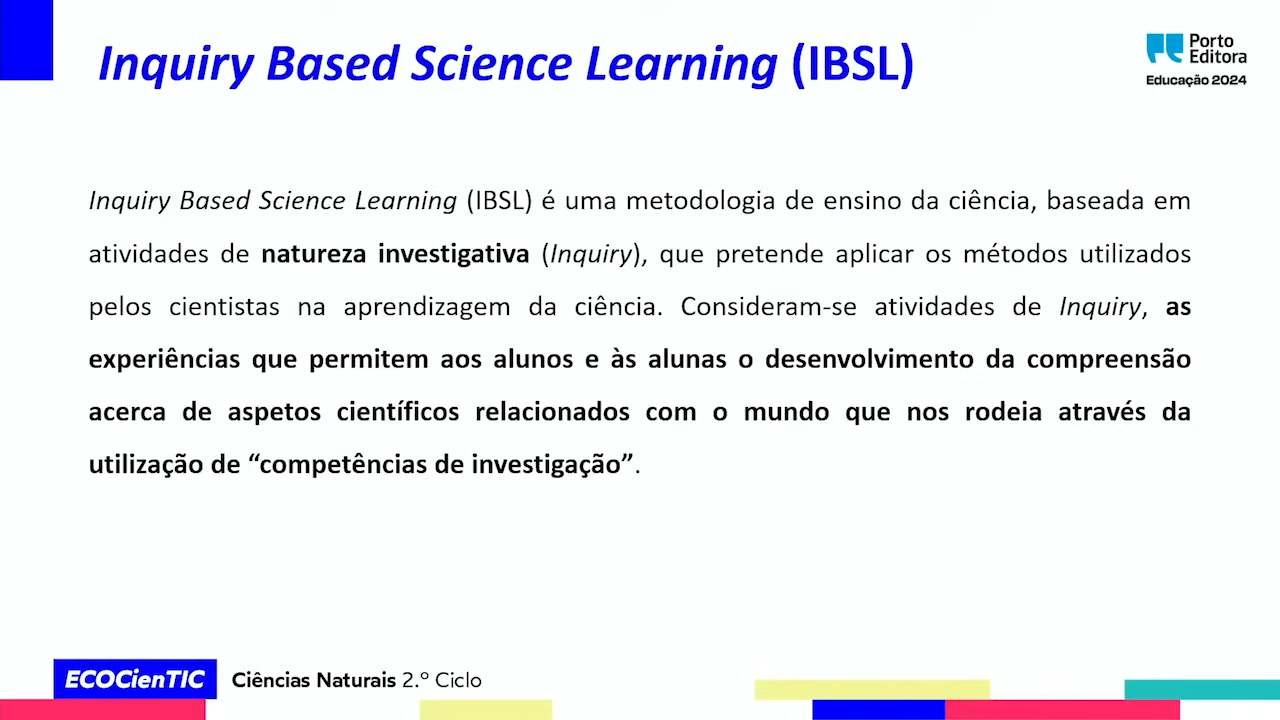 Inquiry Based Science Learning (IBSL)
Porto
Editora
Educação 2024
Inquiry Based Science Learning (IBSL) é uma metodologia de ensino da ciência, baseada em
atividades de natureza investigativa (Inquiry), que pretende aplicar os métodos utilizados
pelos cientistas na aprendizagem da ciência. Consideram-se atividades de Inquiry, as
experiências que permitem aos alunos e às alunas o desenvolvimento da compreensão
acerca de aspetos científicos relacionados com o mundo que nos rodeia através da
utilização de “competências de investigação”.
ECOCienTIC Ciências Naturais 2.º Ciclo